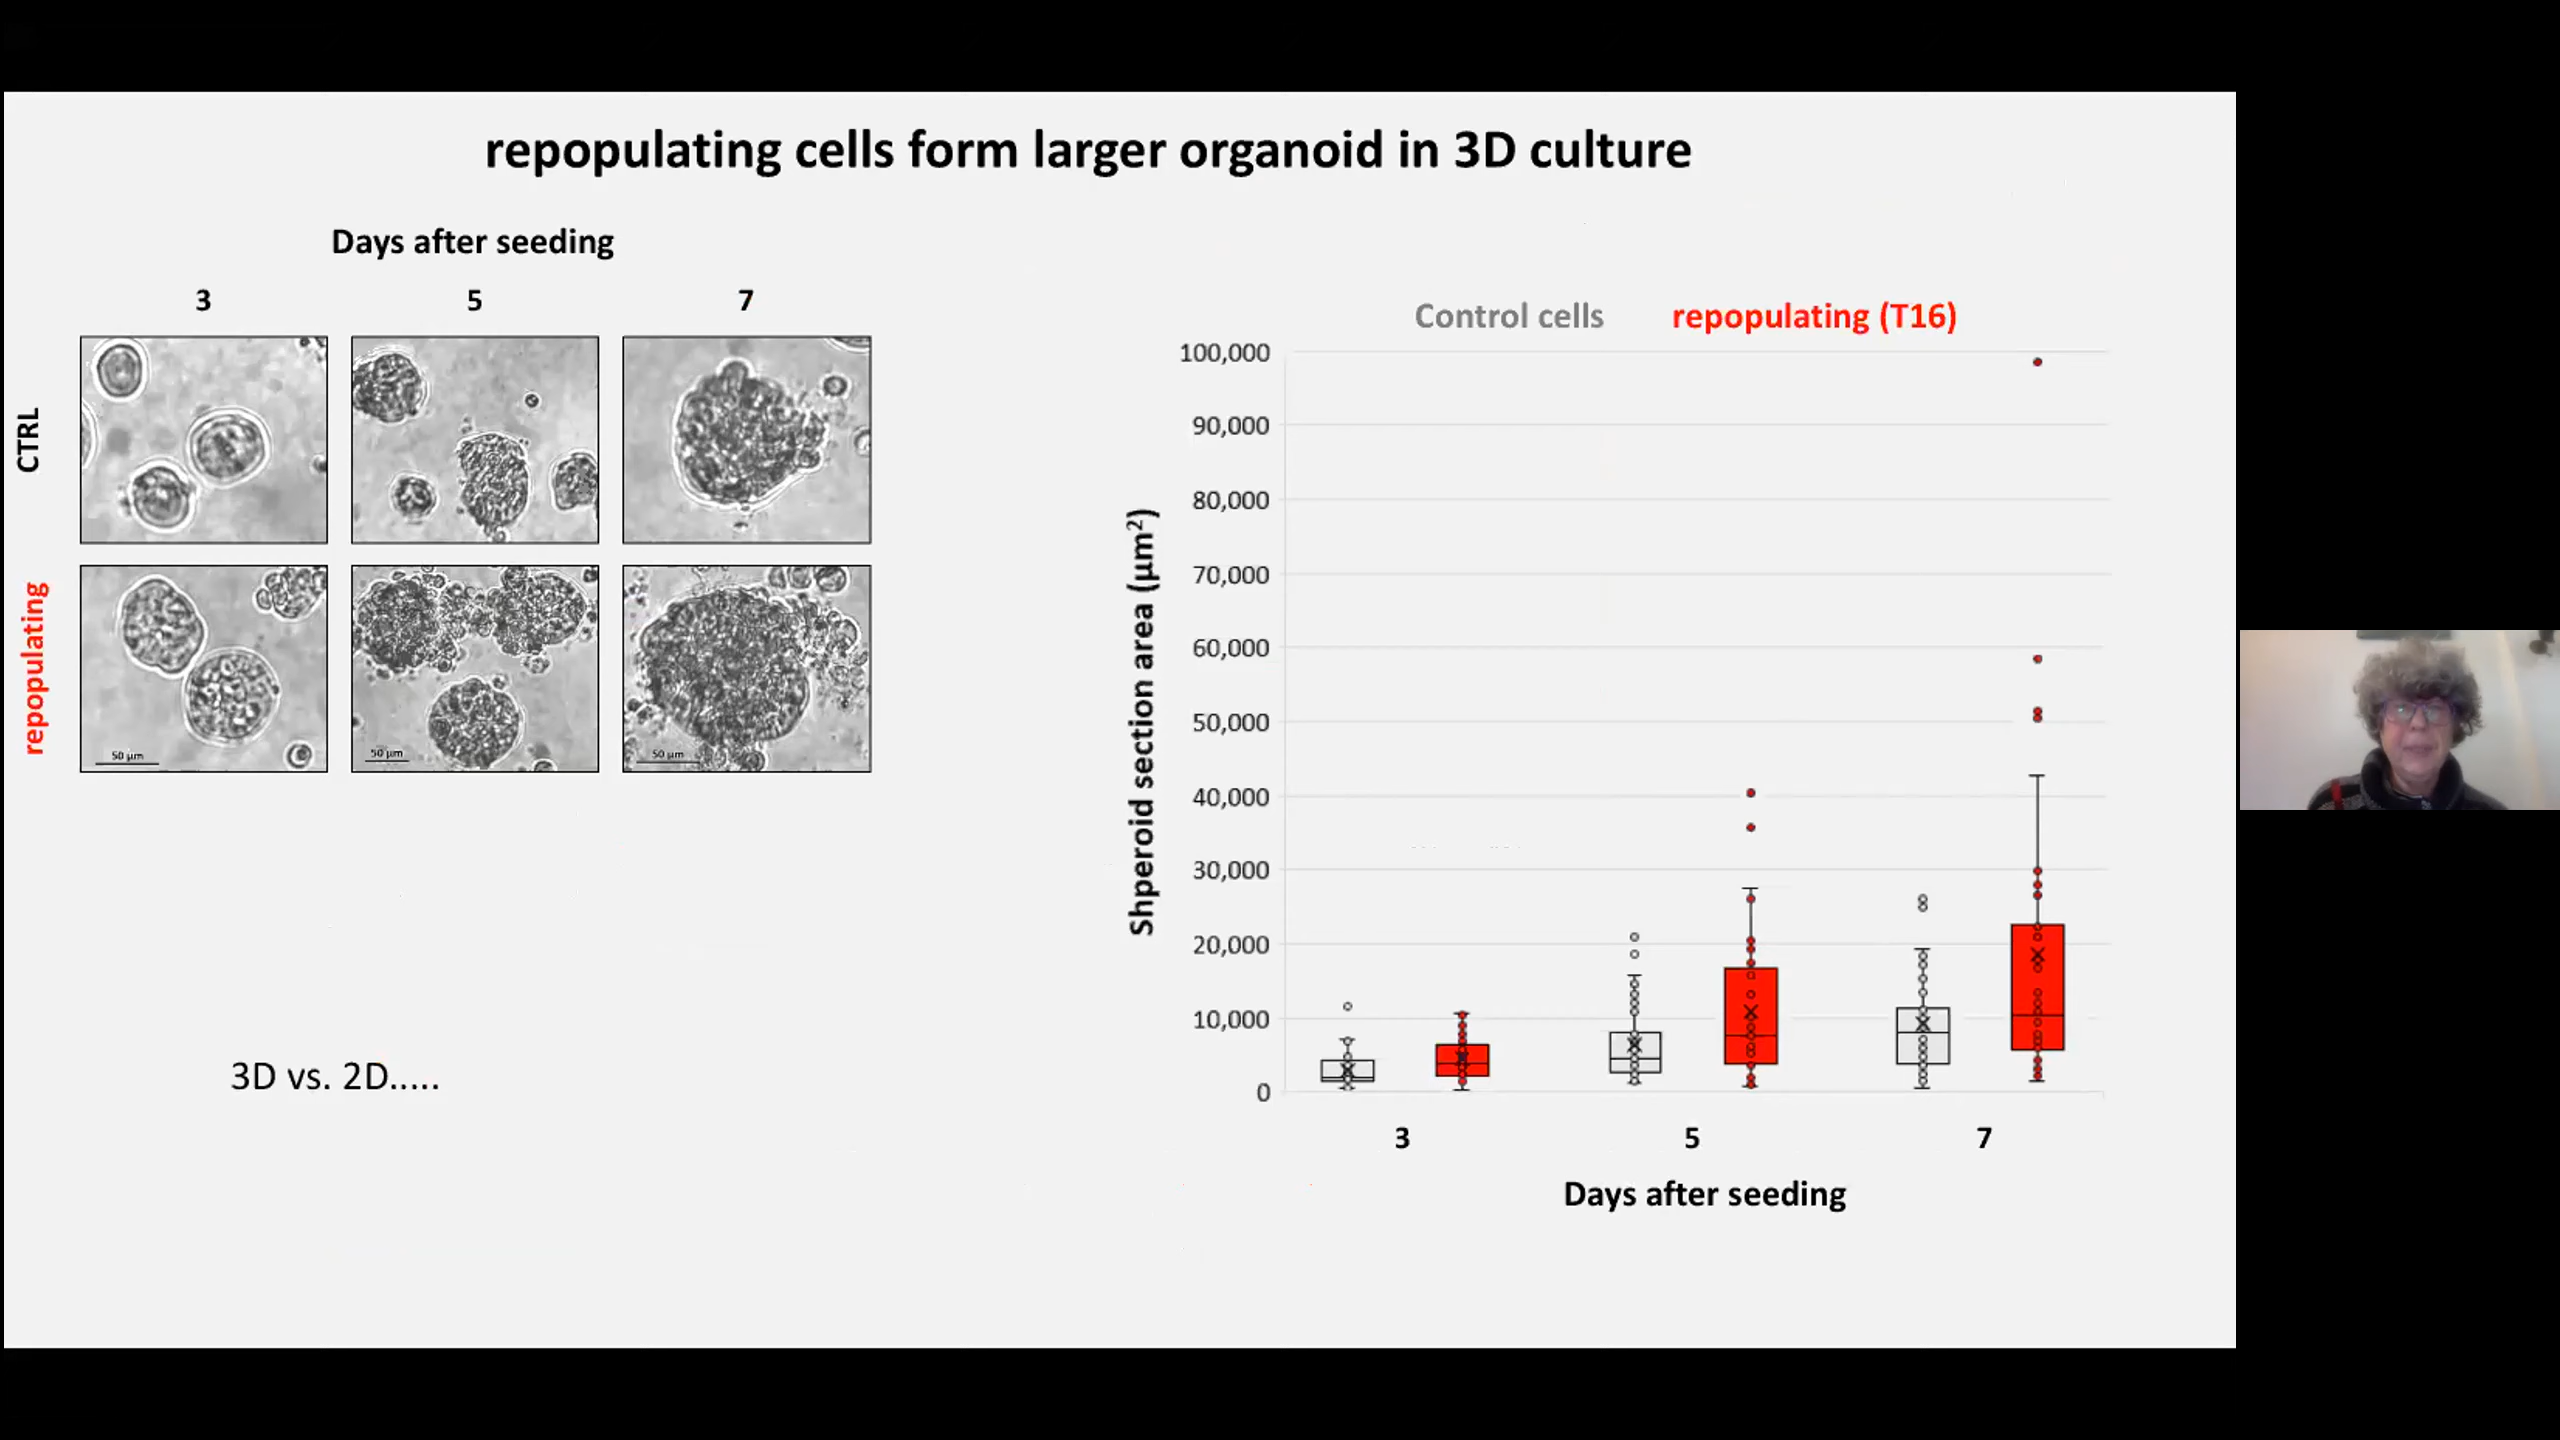 repopulating cells form larger organoid in 3D culture
Days after seeding
3 5 7
CTRL
repopulating
50 µm
50 µm
50 µm
3D vs. 2D.....
Control cells repopulating (T16)
Shperoid section area (µm²)
100,000
90,000
80,000
70,000
60,000
50,000
40,000
30,000
20,000
10,000
0
3 5 7
Days after seeding